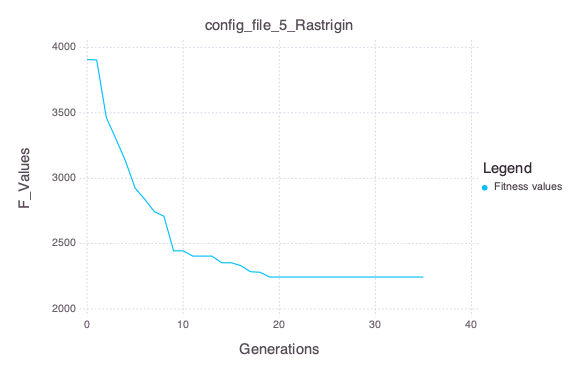 config_file_5_Rastrigin
4000
3500
3000
2500
2000
F_Values
0
10
20
30
40
Generations
Legend
Fitness values